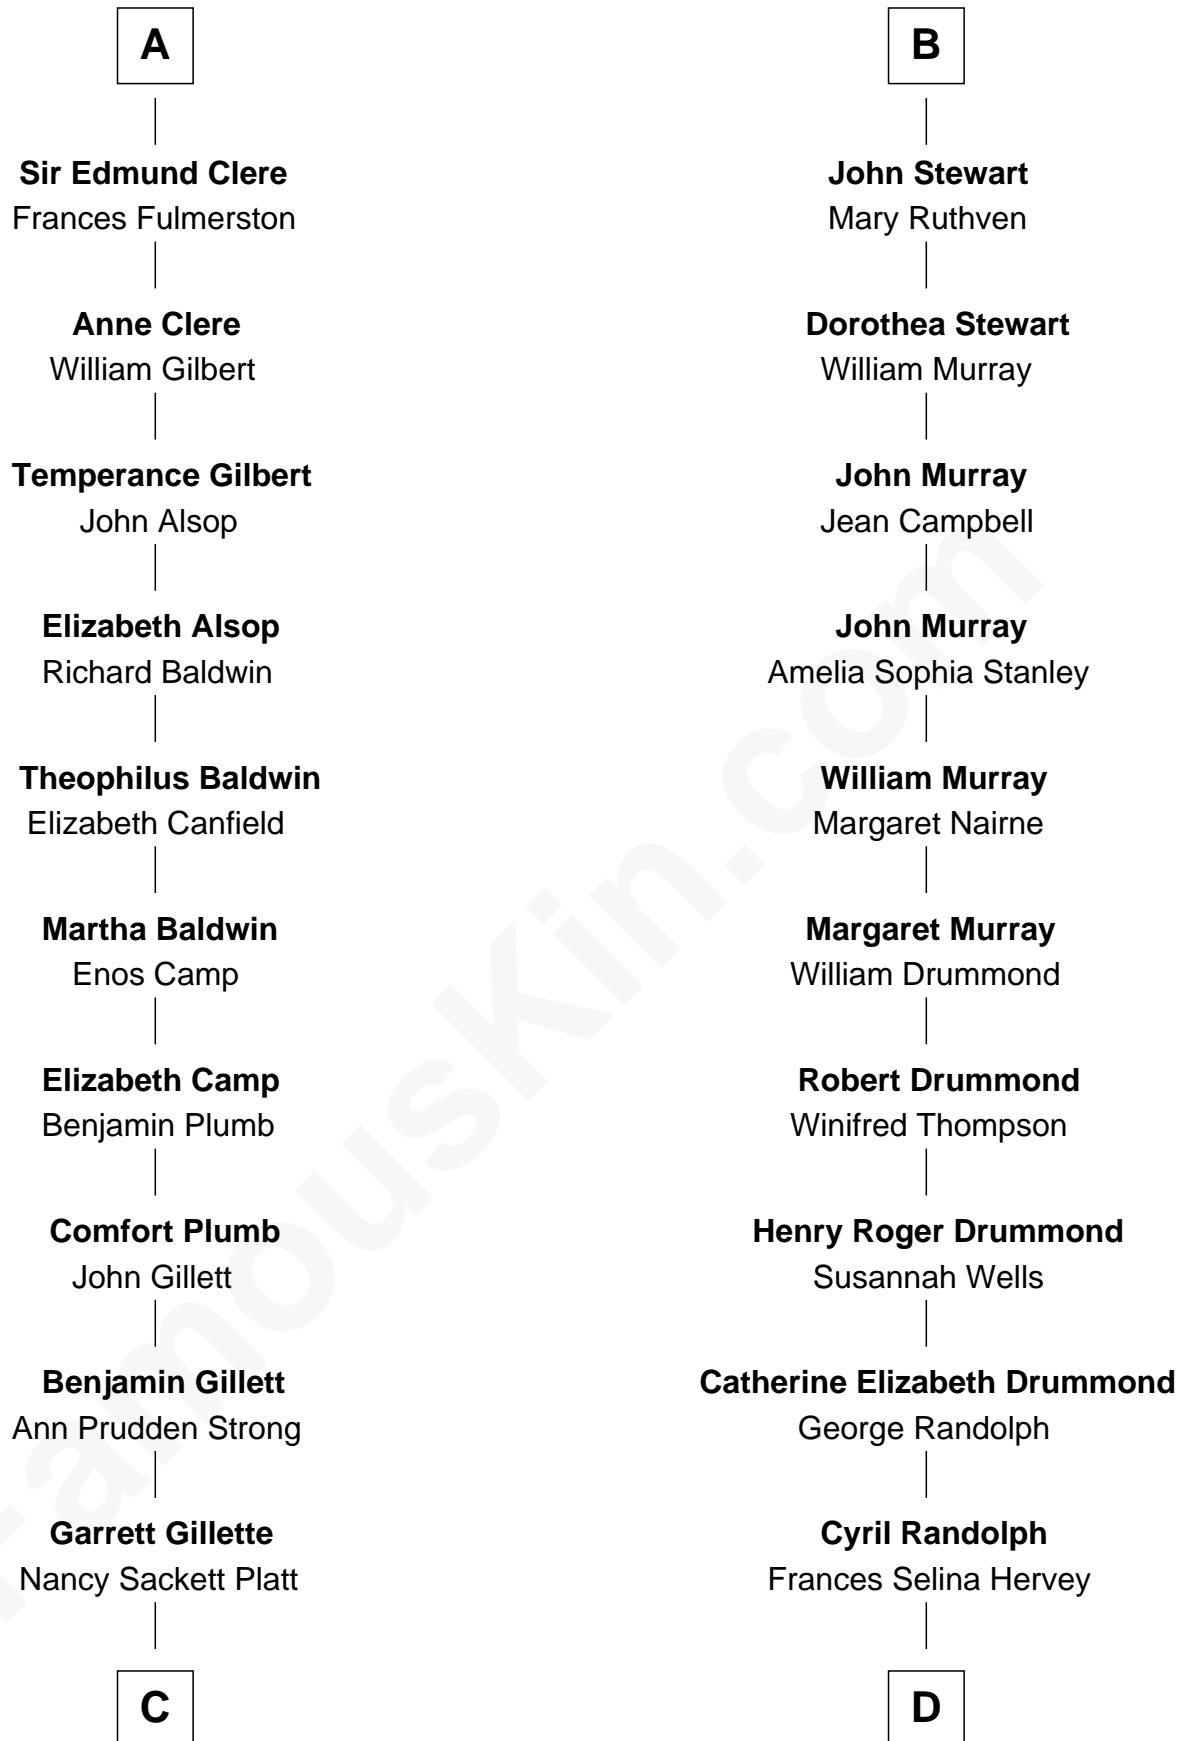 A
Sir Edmund Clere
Frances Fulmerston
Anne Clere
William Gilbert
Temperance Gilbert
John Alsop
Elizabeth Alsop
Richard Baldwin
Theophilus Baldwin
Elizabeth Canfield
Martha Baldwin
Enos Camp
Elizabeth Camp
Benjamin Plumb
Comfort Plumb
John Gillett
Benjamin Gillett
Ann Prudden Strong
Garrett Gillette
Nancy Sackett Platt
C
B
John Stewart
Mary Ruthven
Dorothea Stewart
William Murray
John Murray
Jean Campbell
John Murray
Amelia Sophia Stanley
William Murray
Margaret Nairne
Margaret Murray
William Drummond
Robert Drummond
Winifred Thompson
Henry Roger Drummond
Susannah Wells
Catherine Elizabeth Drummond
George Randolph
Cyril Randolph
Frances Selina Hervey
D
FamousKin.com